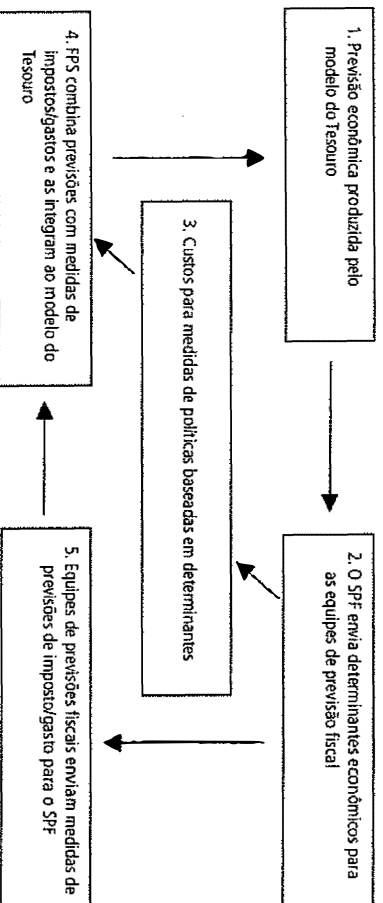 1. Previsão econômica produzida pelo
modelo do Tesouro
2. O SPF envia determinantes econômicos para
as equipes de previsão fiscal
3. Custos para medidas de políticas baseadas em determinantes
4. FPS combina previsões com medidas de
impostos/gastos e as integram ao modelo do
Tesouro
5. Equipes de previsões fiscais enviam medidas de
previsões de imposto/gasto para o SPF